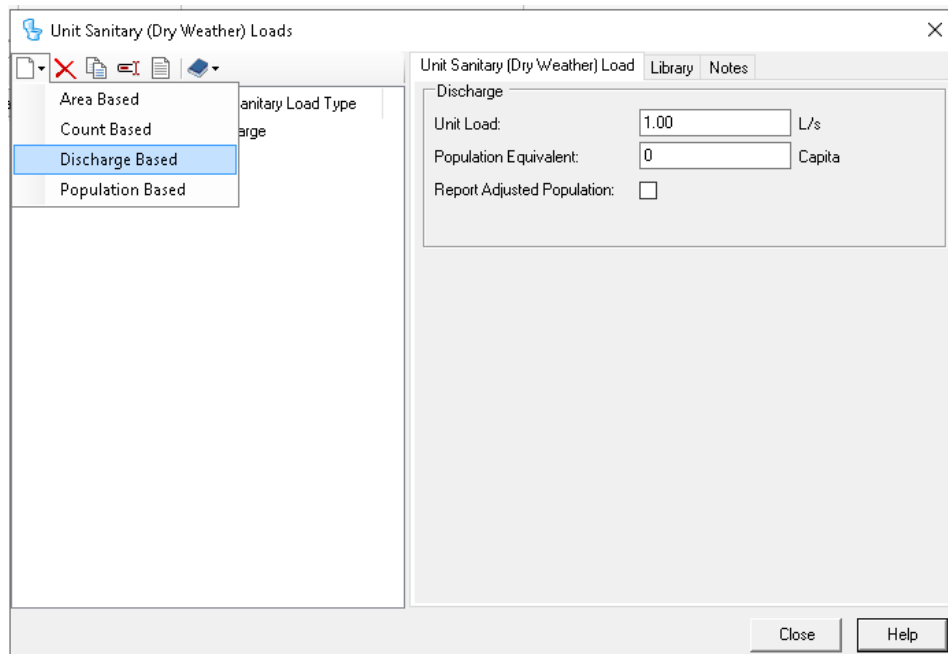 Unit Sanitary (Dry Weather) Loads
Area Based
Count Based
Discharge Based
Population Based
anitary Load Type
arge
Unit Sanitary (Dry Weather) Load
Library
Notes
Discharge
Unit Load: 1.00 L/s
Population Equivalent: 0 Capita
Report Adjusted Population:
Close
Help